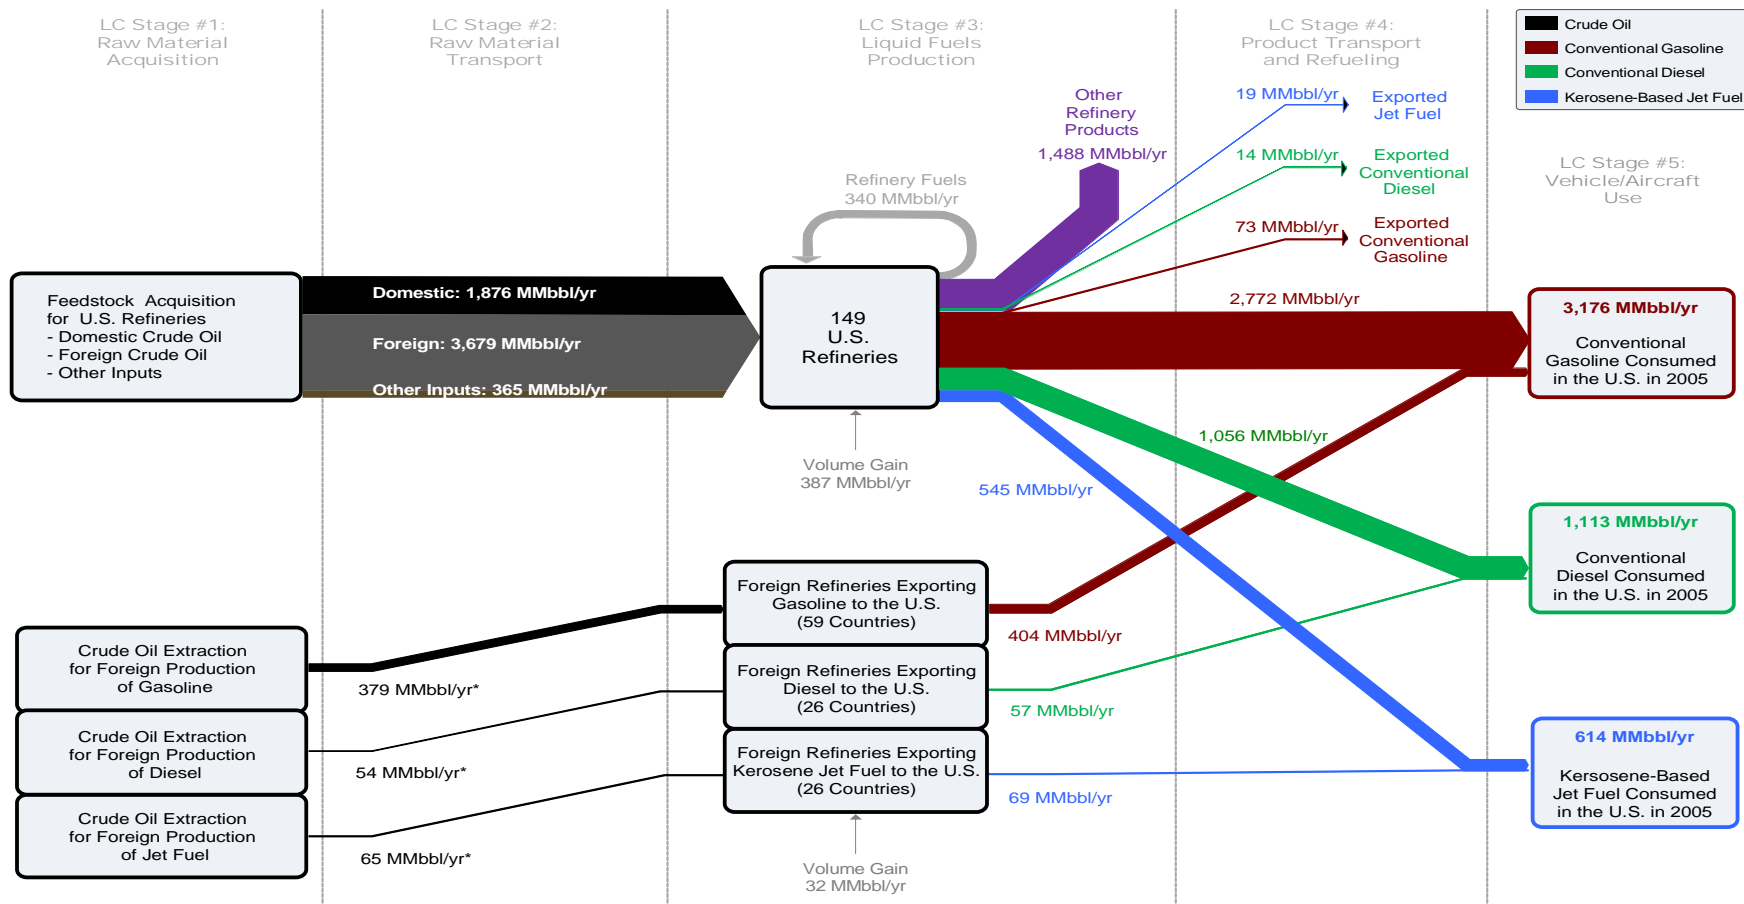 LC Stage #1:
Raw Material
Acquisition
LC Stage #2:
Raw Material
Transport
LC Stage #3:
Liquid Fuels
Production
LC Stage #4:
Product Transport
and Refueling
Crude Oil
Conventional Gasoline
Conventional Diesel
Kerosene-Based Jet Fuel
LC Stage #5:
Vehicle/Aircraft
Use
Other
Refinery
Products
1,488 MMbbl/yr
19 MMbbl/yr
Exported
Jet Fuel
14 MMbbl/yr
Exported
Conventional
Diesel
73 MMbbl/yr
Exported
Conventional
Gasoline
Refinery Fuels
340 MMbbl/yr
Feedstock Acquisition
for U.S. Refineries
- Domestic Crude Oil
- Foreign Crude Oil
- Other Inputs
Domestic: 1,876 MMbbl/yr
Foreign: 3,679 MMbbl/yr
Other Inputs: 365 MMbbl/yr
149
U.S.
Refineries
Volume Gain
387 MMbbl/yr
2,772 MMbbl/yr
3,176 MMbbl/yr
Conventional
Gasoline Consumed
in the U.S. in 2005
1,056 MMbbl/yr
545 MMbbl/yr
1,113 MMbbl/yr
Conventional
Diesel Consumed
in the U.S. in 2005
Crude Oil Extraction
for Foreign Production
of Gasoline
379 MMbbl/yr*
Foreign Refineries Exporting
Gasoline to the U.S.
(59 Countries)
404 MMbbl/yr
Crude Oil Extraction
for Foreign Production
of Diesel
54 MMbbl/yr*
Foreign Refineries Exporting
Diesel to the U.S.
(26 Countries)
57 MMbbl/yr
Crude Oil Extraction
for Foreign Production
of Jet Fuel
65 MMbbl/yr*
Foreign Refineries Exporting
Kerosene Jet Fuel to the U.S.
(26 Countries)
69 MMbbl/yr
Volume Gain
32 MMbbl/yr
614 MMbbl/yr
Kersosene-Based
Jet Fuel Consumed
in the U.S. in 2005